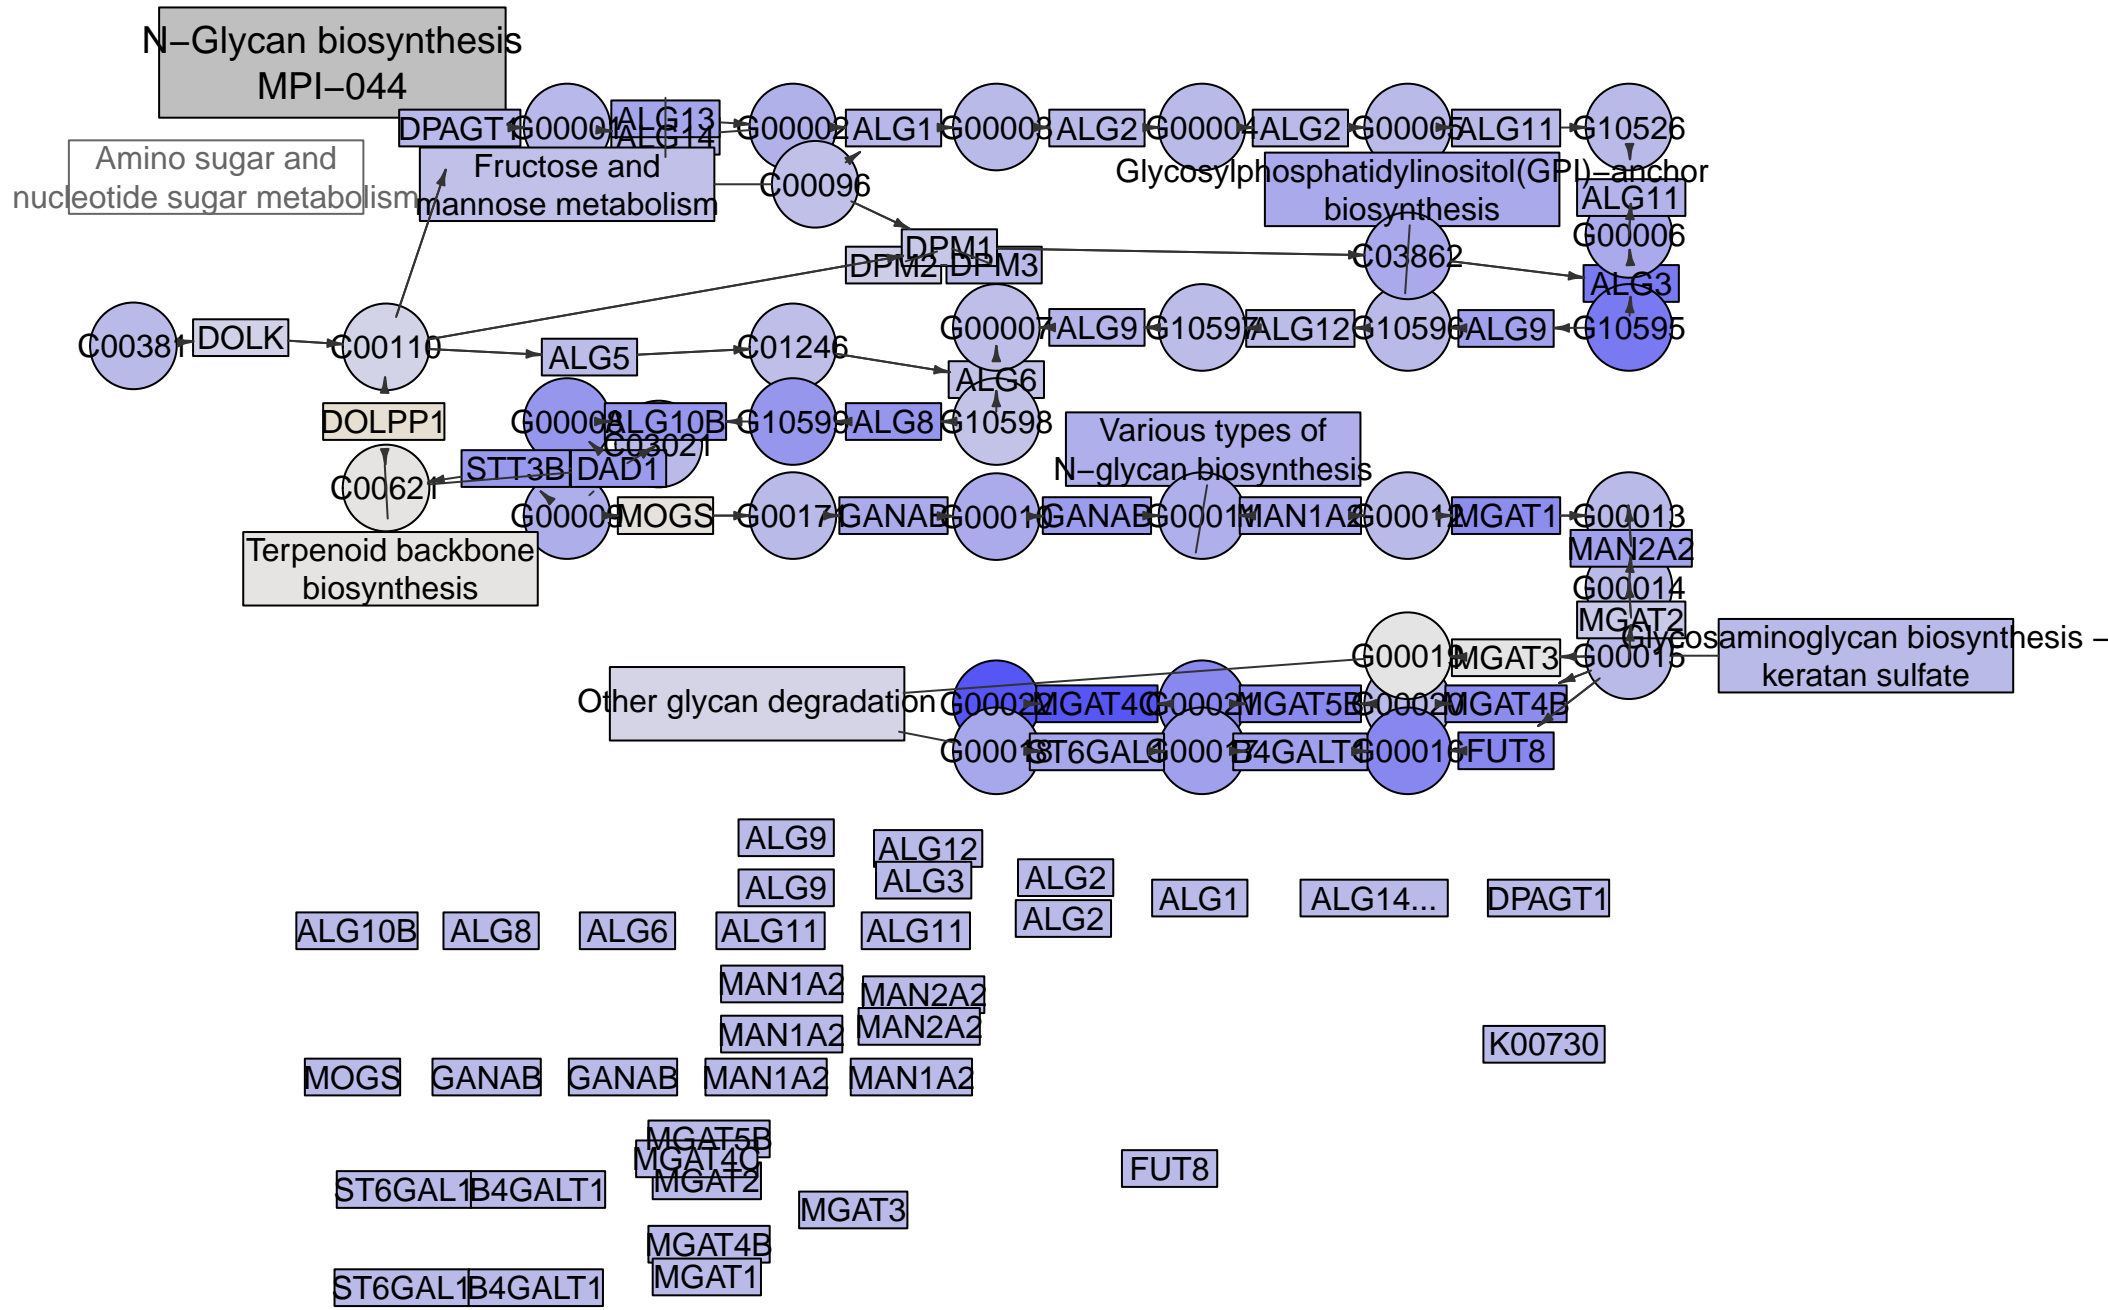 N−Glycan biosynthesis
MPI−044
DPAGT1
G00001
ALG13
ALG14
G00002
ALG1
G00003
ALG2
G00004
ALG2
G00005
ALG11
G10526
Amino sugar and
nucleotide sugar metabolism
Fructose and
mannose metabolism
C00096
Glycosylphosphatidylinositol(GPI)−anchor
biosynthesis
ALG11
G00006
DPM1
DPM2
DPM3
C03862
ALG3
C00381
DOLK
C00110
ALG5
C01246
G00007
ALG9
G10597
ALG12
G10596
ALG9
G10595
ALG6
DOLPP1
G00008
ALG10B
C03021
G10599
ALG8
G10598
Various types of
N−glycan biosynthesis
C00621
STT3B
DAD1
G00009
MOGS
G00171
GANAB
G00010
GANAB
G00011
MAN1A2
G00012
MGAT1
G00013
MAN2A2
Terpenoid backbone
biosynthesis
G00014
MGAT2
G00019
MGAT3
G00015
Glycosaminoglycan biosynthesis −
keratan sulfate
Other glycan degradation
G00022
MGAT4C
G00021
MGAT5B
G00020
MGAT4B
G00018
ST6GAL1
G00017
B4GALT1
G00016
FUT8
ALG9
ALG12
ALG9
ALG3
ALG2
ALG1
ALG14...
DPAGT1
ALG10B
ALG8
ALG6
ALG11
ALG11
ALG2
MAN1A2
MAN2A2
MAN1A2
MAN2A2
K00730
MOGS
GANAB
GANAB
MAN1A2
MAN1A2
MGAT5B
MGAT4C
MGAT2
FUT8
ST6GAL1
B4GALT1
MGAT3
MGAT4B
MGAT1
ST6GAL1
B4GALT1